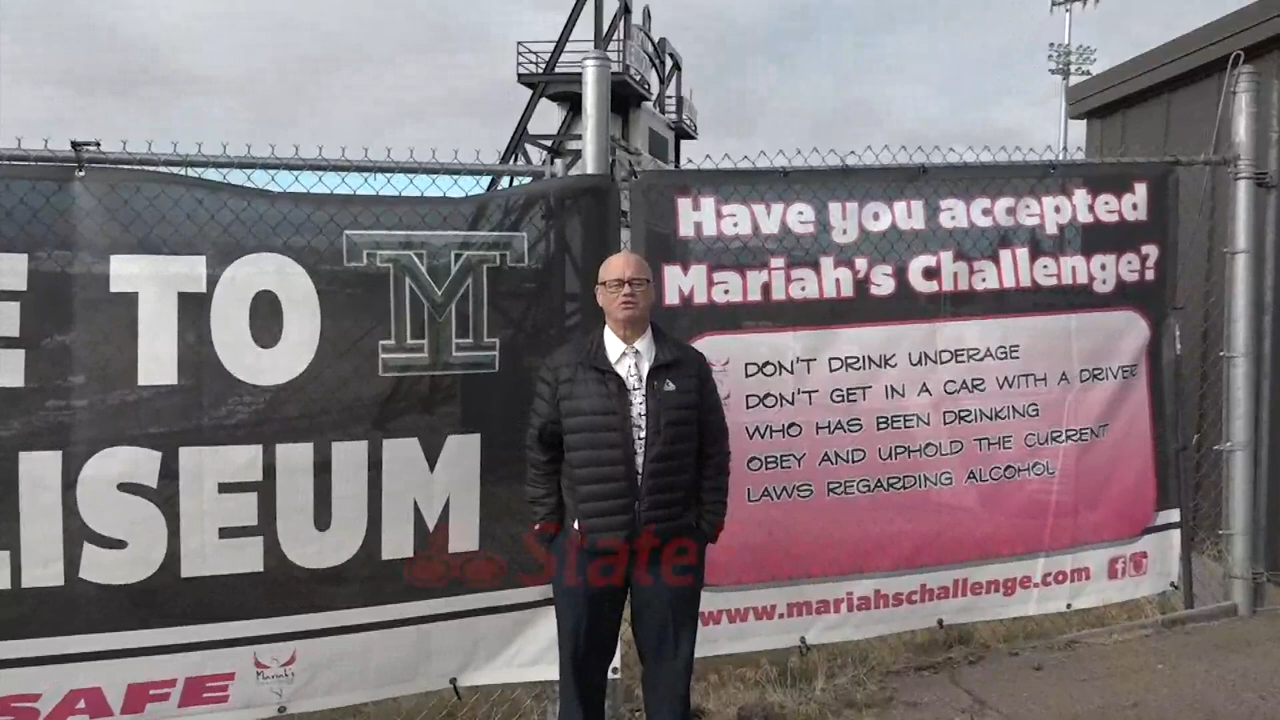 E TO
MT
LISEUM
SAFE
Mariah's
Have you accepted
Mariah's Challenge?
DON'T DRINK UNDERAGE
DON'T GET IN A CAR WITH A DRIVER
WHO HAS BEEN DRINKING
OBEY AND UPHOLD THE CURRENT
LAWS REGARDING ALCOHOL
State
www.mariahschallenge.com